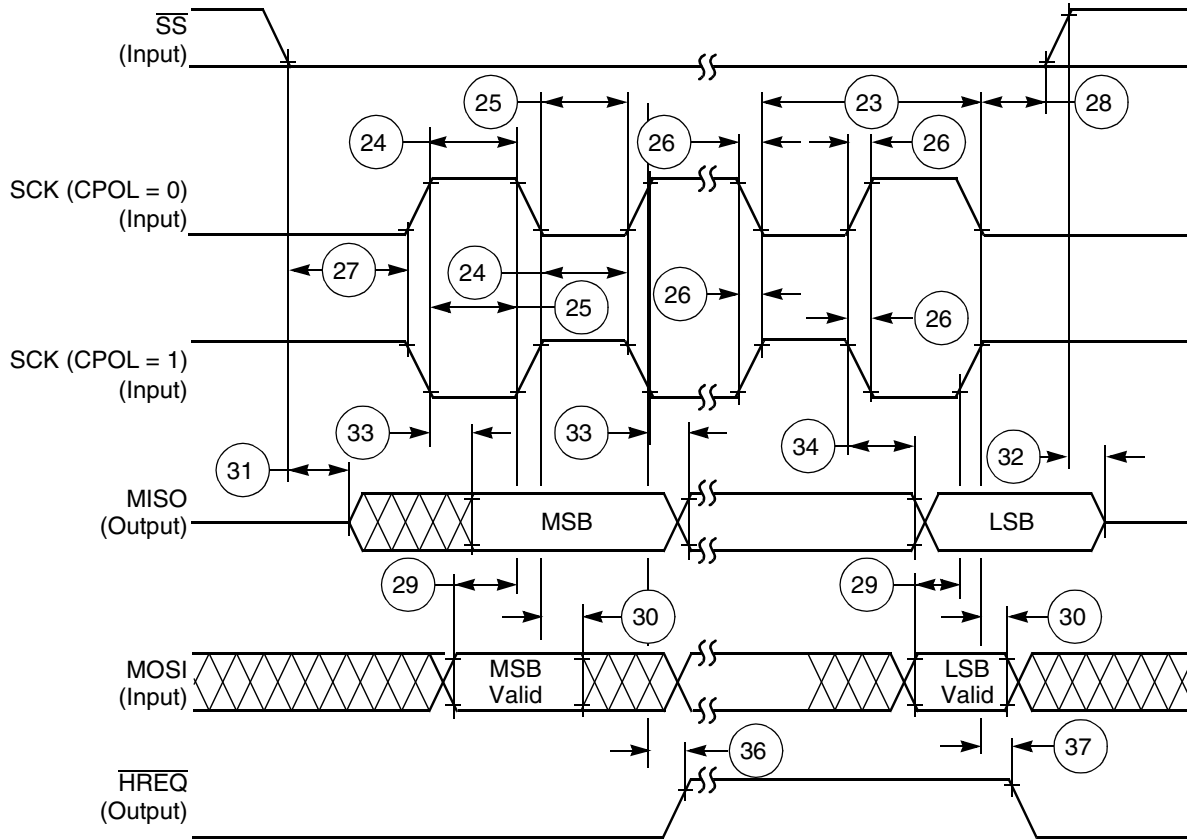 SS
(Input)
25
23
28
24
26
26
SCK (CPOL = 0)
(Input)
27
24
25
26
26
SCK (CPOL = 1)
(Input)
33
33
34
31
32
MISO
(Output)
MSB
LSB
29
29
30
30
MOSI
(Input)
MSB
Valid
LSB
Valid
36
37
HREQ
(Output)